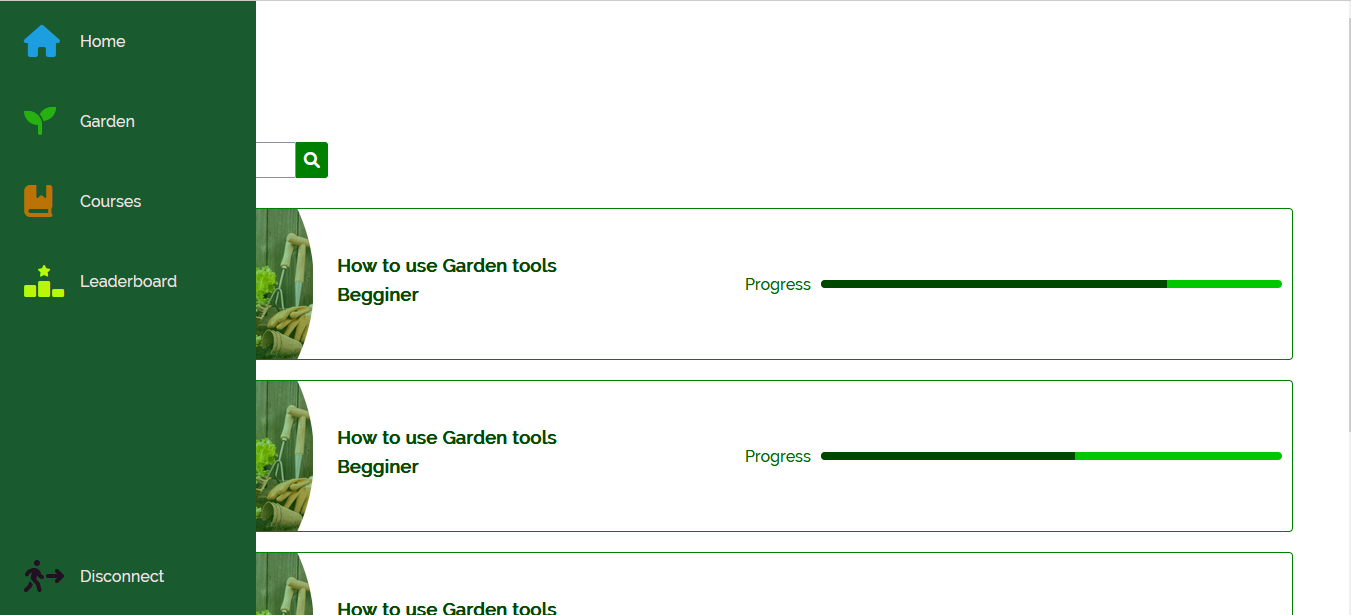 Home
Garden
Courses
Leaderboard
Disconnect
How to use Garden tools
Begginer
Progress
How to use Garden tools
Begginer
Progress
How to use Garden tools